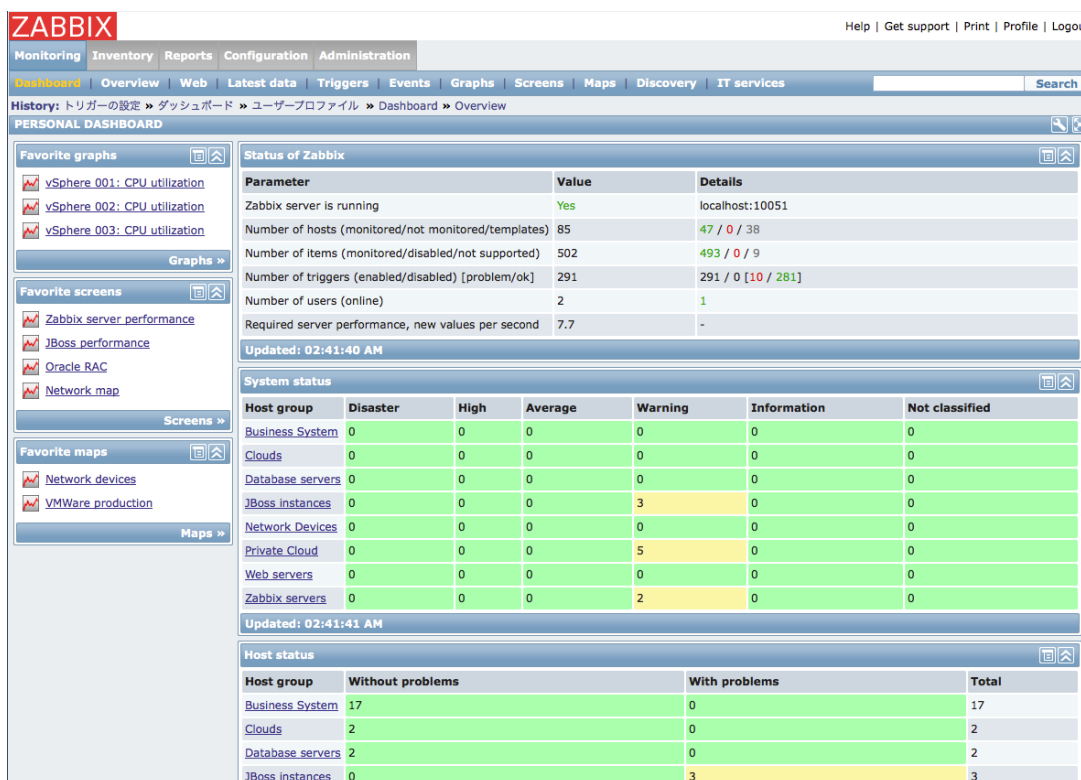 ZABBIX
Help | Get support | Print | Profile | Logou
Monitoring Inventory Reports Configuration Administration
Dashboard | Overview | Web | Latest data | Triggers | Events | Graphs | Screens | Maps | Discovery | IT services Search
History: トリガーの設定 » ダッシュボード » ユーザープロファイル » Dashboard » Overview
PERSONAL DASHBOARD
Favorite graphs
vSphere 001: CPU utilization
vSphere 002: CPU utilization
vSphere 003: CPU utilization
Graphs »
Favorite screens
Zabbix server performance
JBoss performance
Oracle RAC
Network map
Screens »
Favorite maps
Network devices
VMWare production
Maps »
Status of Zabbix
Parameter Value Details
Zabbix server is running Yes localhost:10051
Number of hosts (monitored/not monitored/templates) 85 47 / 0 / 38
Number of items (monitored/disabled/not supported) 502 493 / 0 / 9
Number of triggers (enabled/disabled) [problem/ok] 291 291 / 0 [10 / 281]
Number of users (online) 2 1
Required server performance, new values per second 7.7 -
Updated: 02:41:40 AM
System status
Host group Disaster High Average Warning Information Not classified
Business System 0 0 0 0 0 0
Clouds 0 0 0 0 0 0
Database servers 0 0 0 0 0 0
JBoss instances 0 0 0 3 0 0
Network Devices 0 0 0 0 0 0
Private Cloud 0 0 0 5 0 0
Web servers 0 0 0 0 0 0
Zabbix servers 0 0 0 2 0 0
Updated: 02:41:41 AM
Host status
Host group Without problems With problems Total
Business System 17 0 17
Clouds 2 0 2
Database servers 2 0 2
JBoss instances 0 3 3